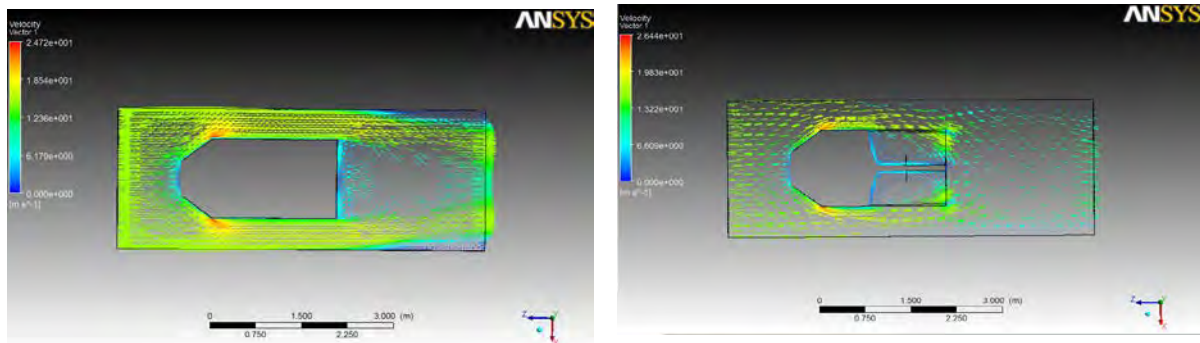 ANSYS
Velocity
Vector 1
2.472e+001
1.854e+001
1.236e+001
6.179e+000
0.000e+000
[m s^-1]
0 1.500 3.000 (m)
0.750 2.250
Z Y X
ANSYS
Velocity
Vector 1
2.644e+001
1.983e+001
1.322e+001
6.609e+000
0.000e+000
[m s^-1]
0 1.500 3.000 (m)
0.750 2.250
Z Y X